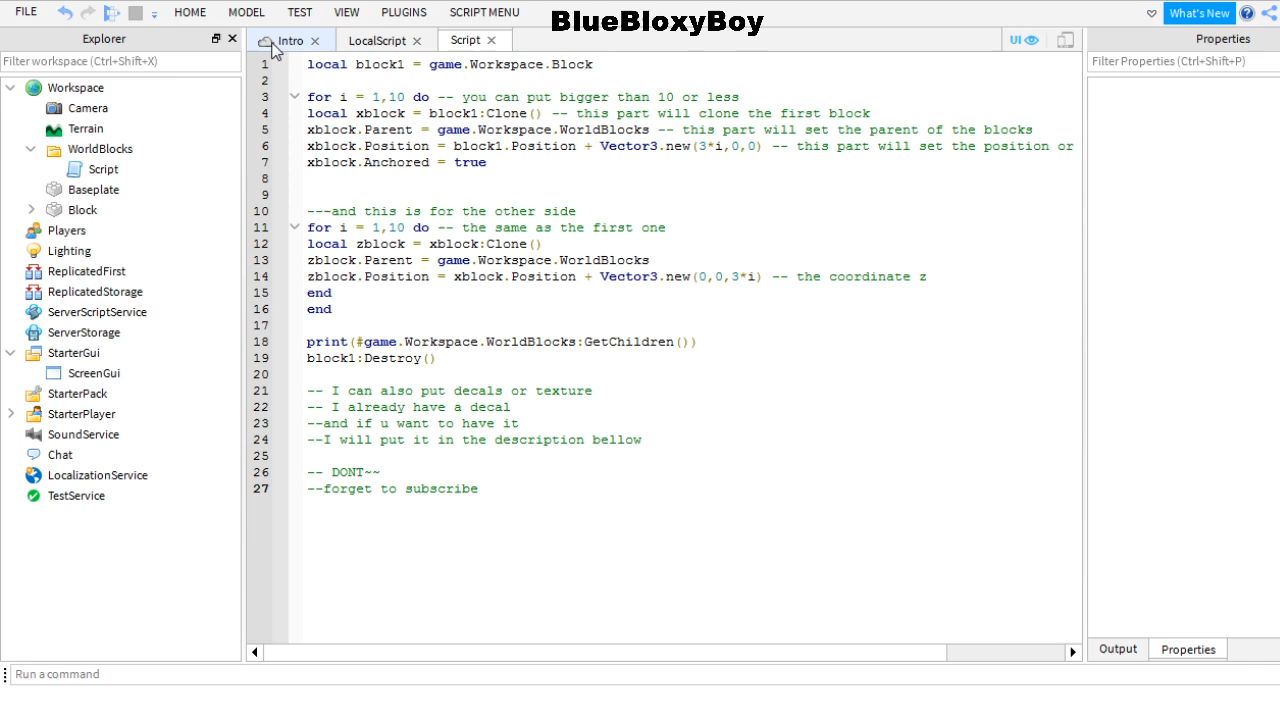 BlueBloxyBoy
FILE HOME MODEL TEST VIEW PLUGINS SCRIPT MENU What's New
Explorer
Filter workspace (Ctrl+Shift+X)
Workspace
Camera
Terrain
WorldBlocks
Script
Baseplate
Block
Players
Lighting
ReplicatedFirst
ReplicatedStorage
ServerScriptService
ServerStorage
StarterGui
ScreenGui
StarterPack
StarterPlayer
SoundService
Chat
LocalizationService
TestService
Intro LocalScript Script UI
1 local block1 = game.Workspace.Block
2
3 for i = 1,10 do -- you can put bigger than 10 or less
4 local xblock = block1:Clone() -- this part will clone the first block
5 xblock.Parent = game.Workspace.WorldBlocks -- this part will set the parent of the blocks
6 xblock.Position = block1.Position + Vector3.new(3*i,0,0) -- this part will set the position or
7 xblock.Anchored = true
8
9
10 ---and this is for the other side
11 for i = 1,10 do -- the same as the first one
12 local zblock = xblock:Clone()
13 zblock.Parent = game.Workspace.WorldBlocks
14 zblock.Position = xblock.Position + Vector3.new(0,0,3*i) -- the coordinate z
15 end
16 end
17
18 print(#game.Workspace.WorldBlocks:GetChildren())
19 block1:Destroy()
20
21 -- I can also put decals or texture
22 -- I already have a decal
23 --and if u want to have it
24 --I will put it in the description bellow
25
26 -- DONT~~
27 --forget to subscribe
Properties
Filter Properties (Ctrl+Shift+P)
Output Properties
Run a command